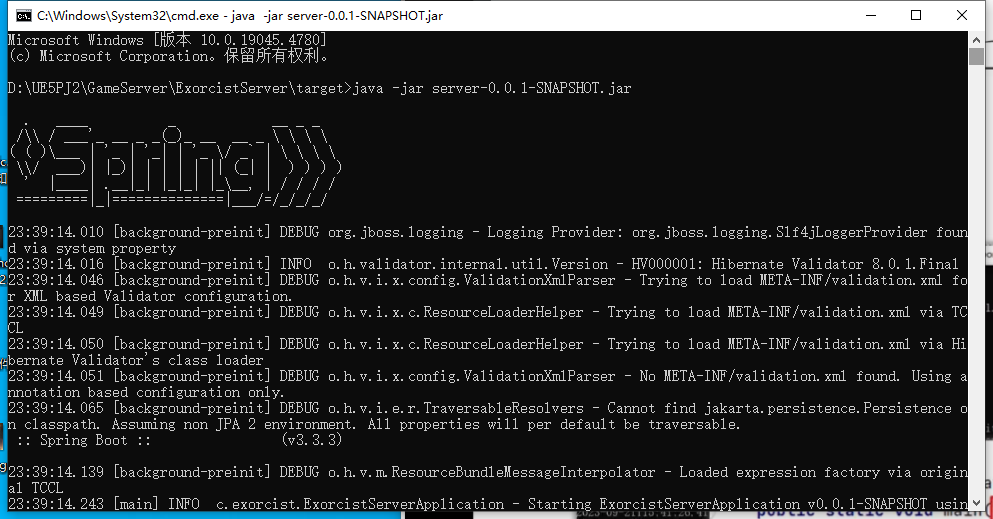 C:\Windows\System32\cmd.exe - java -jar server-0.0.1-SNAPSHOT.jar
Microsoft Windows [版本 10.0.19045.4780]
(c) Microsoft Corporation。保留所有权利。
D:\UE5PJ2\GameServer\ExorcistServer\target>java -jar server-0.0.1-SNAPSHOT.jar
Spring
23:39:14.010 [background-preinit] DEBUG org.jboss.logging - Logging Provider: org.jboss.logging.Slf4jLoggerProvider foun
d via system property
23:39:14.016 [background-preinit] INFO  o.h.validator.internal.util.Version - HV000001: Hibernate Validator 8.0.1.Final
23:39:14.046 [background-preinit] DEBUG o.h.v.i.x.config.ValidationXmlParser - Trying to load META-INF/validation.xml fo
r XML based Validator configuration.
23:39:14.049 [background-preinit] DEBUG o.h.v.i.x.c.ResourceLoaderHelper - Trying to load META-INF/validation.xml via TC
CL
23:39:14.050 [background-preinit] DEBUG o.h.v.i.x.c.ResourceLoaderHelper - Trying to load META-INF/validation.xml via Hi
bernate Validator's class loader
23:39:14.051 [background-preinit] DEBUG o.h.v.i.x.config.ValidationXmlParser - No META-INF/validation.xml found. Using a
nnotation based configuration only.
23:39:14.065 [background-preinit] DEBUG o.h.v.i.e.r.TraversableResolvers - Cannot find jakarta.persistence.Persistence o
n classpath. Assuming non JPA 2 environment. All properties will per default be traversable.
:: Spring Boot ::                (v3.3.3)
23:39:14.139 [background-preinit] DEBUG o.h.v.m.ResourceBundleMessageInterpolator - Loaded expression factory via origin
al TCCL
23:39:14.243 [main] INFO  c.exorcist.ExorcistServerApplication - Starting ExorcistServerApplication v0.0.1-SNAPSHOT usin